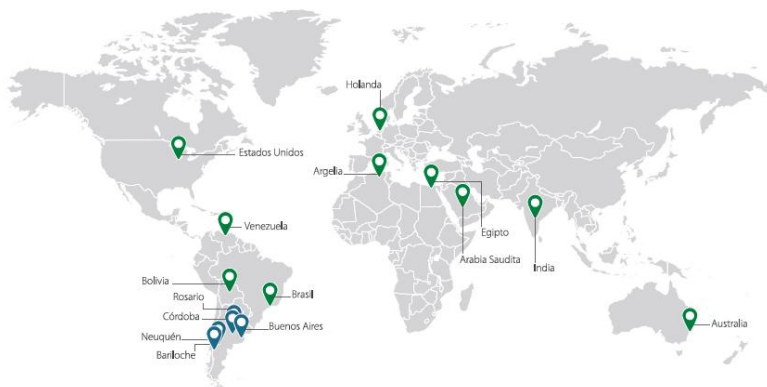 Holanda
Estados Unidos
Argelia
Venezuela
Egipto
Arabia Saudita
India
Bolivia
Rosario
Brasil
Córdoba
Buenos Aires
Australia
Neuquén
Bariloche